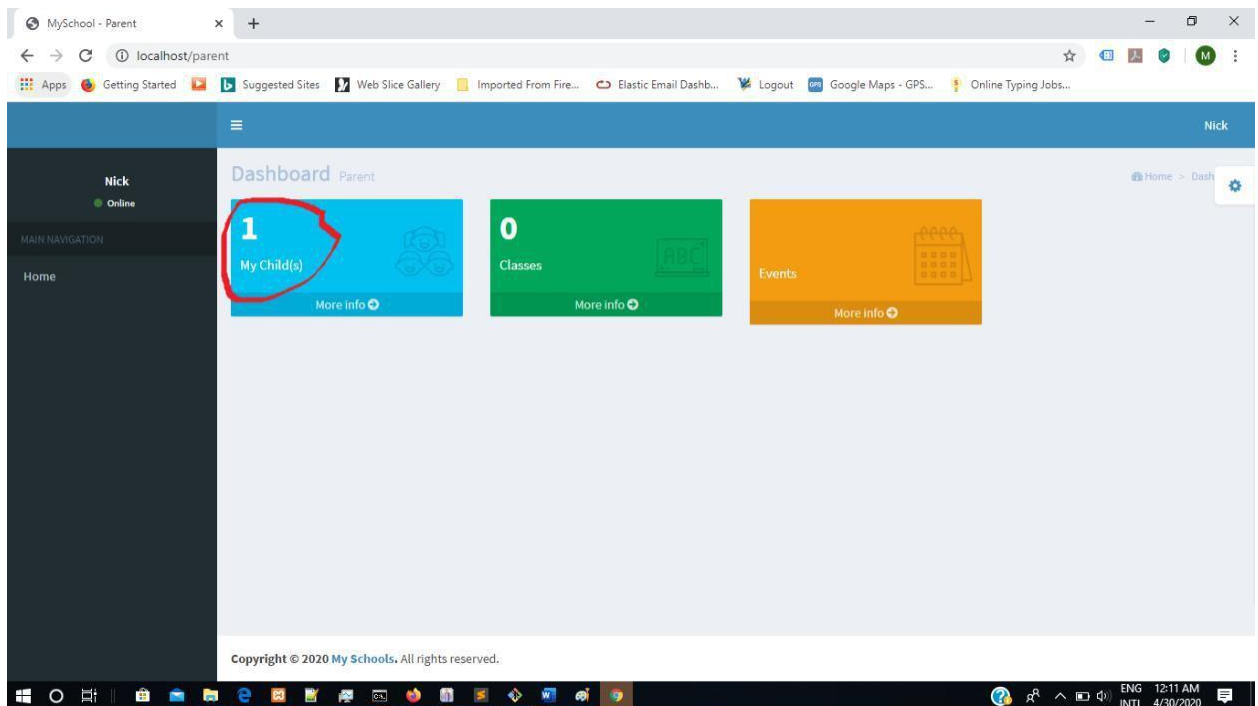 MySchool - Parent
localhost/parent
M
Apps Getting Started Suggested Sites Web Slice Gallery Imported From Fire... Elastic Email Dashb... Logout GPS Google Maps - GPS... Online Typing Jobs...
Nick
Nick
Online
MAIN NAVIGATION
Home
Dashboard Parent
Home > Dash
1
My Child(s)
More info
0
Classes
ABC
More info
Events
More info
Copyright © 2020 My Schools. All rights reserved.
ENG 12:11 AM
INTL 4/30/2020